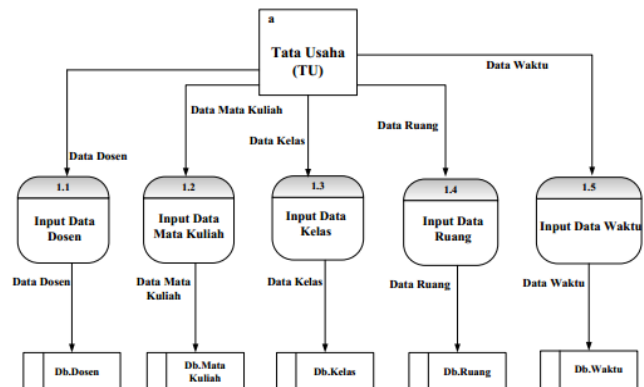 a
Tata Usaha
(TU)
Data Waktu
Data Mata Kuliah
Data Ruang
Data Kelas
Data Dosen
1.1
Input Data
Dosen
1.2
Input Data
Mata Kuliah
1.3
Input Data
Kelas
1.4
Input Data
Ruang
1.5
Input Data Waktu
Data Dosen
Data Mata
Kuliah
Data Kelas
Data Ruang
Data Waktu
Db.Dosen
Db.Mata
Kuliah
Db.Kelas
Db.Ruang
Db.Waktu